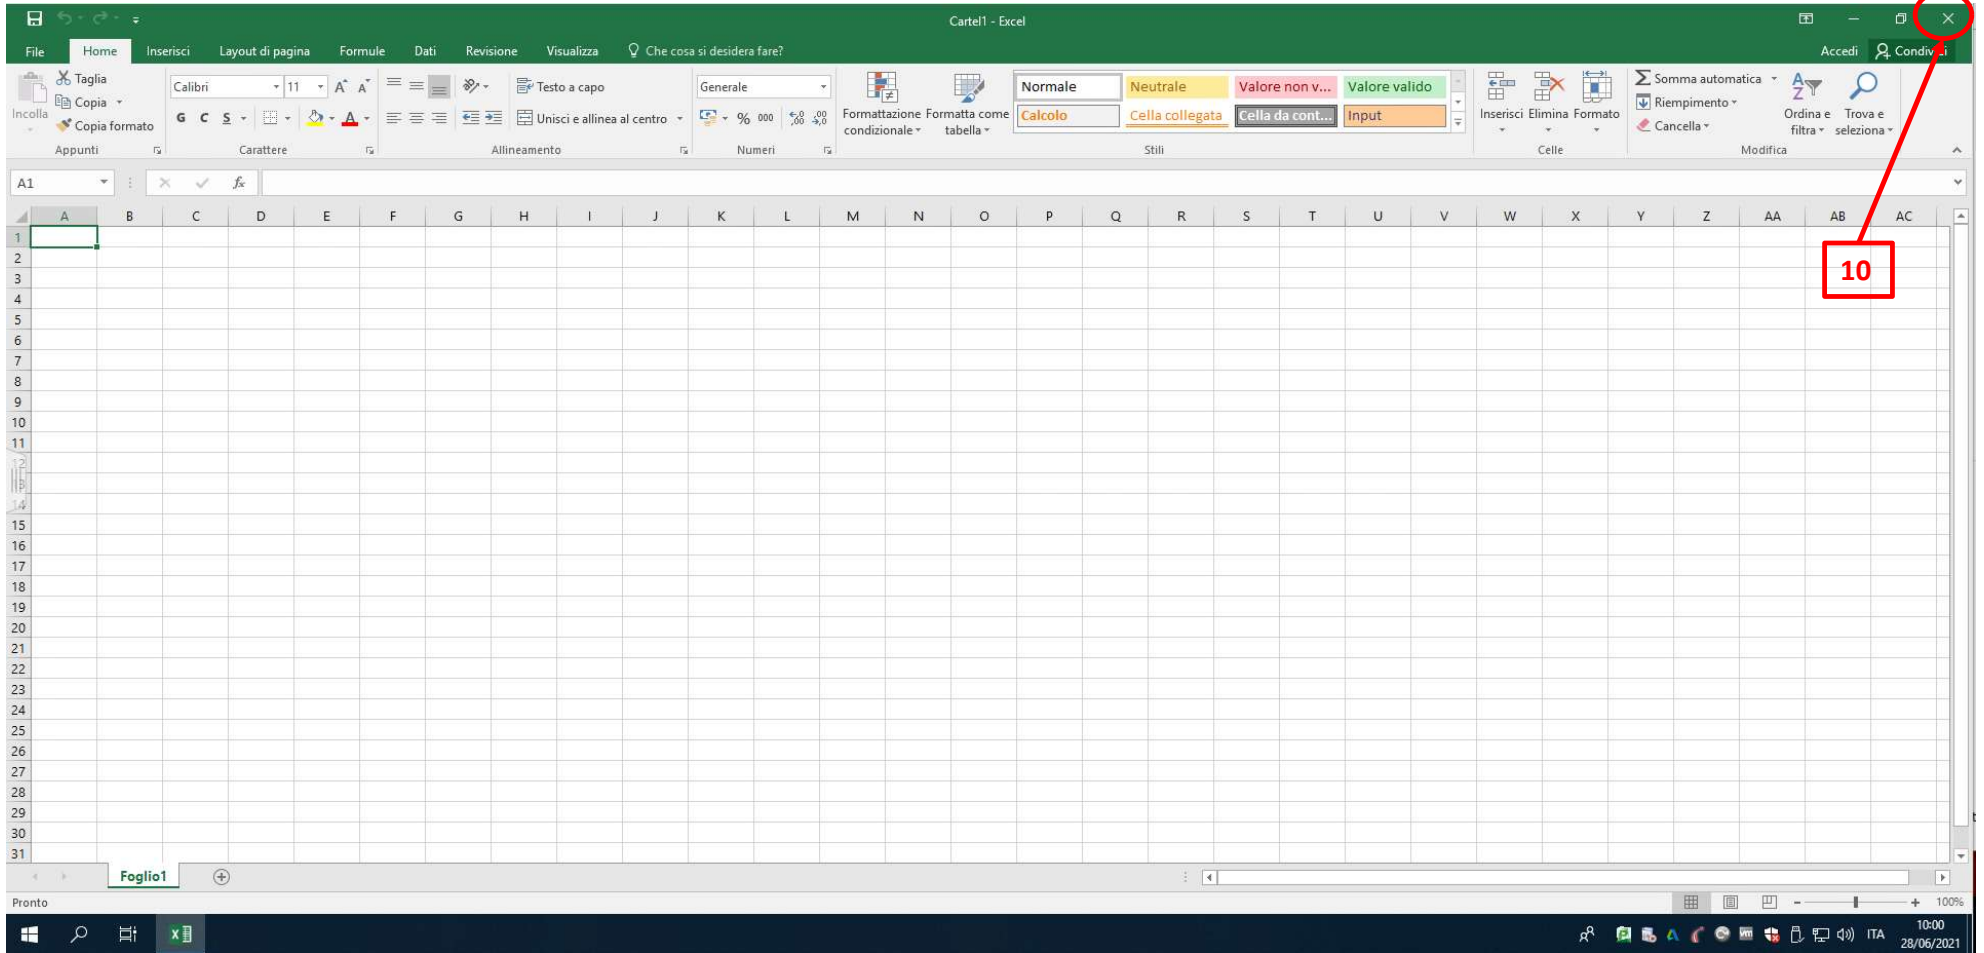 Cartel1 - Excel
File Home Inserisci Layout di pagina Formule Dati Revisione Visualizza Che cosa si desidera fare? Accedi
Incolla
Taglia
Copia
Copia formato
Appunti
Calibri 11
G C S
Carattere
Testo a capo
Unisci e allinea al centro
Allineamento
Generale
% 000
Numeri
Formattazione condizionale
Formatta come tabella
Normale Neutrale Valore non v... Valore valido
Calcolo Cella collegata Cella da cont... Input
Stili
Inserisci Elimina Formato
Celle
Somma automatica
Riempimento
Cancella
Ordina e filtra
Trova e seleziona
Modifica
A1 fx
A B C D E F G H I J K L M N O P Q R S T U V W X Y Z AA AB AC
1
2
3
4
5
6
7
8
9
10
11
12
13
14
15
16
17
18
19
20
21
22
23
24
25
26
27
28
29
30
31
10
Foglio1
Pronto 100%
ITA 10:00
28/06/2021